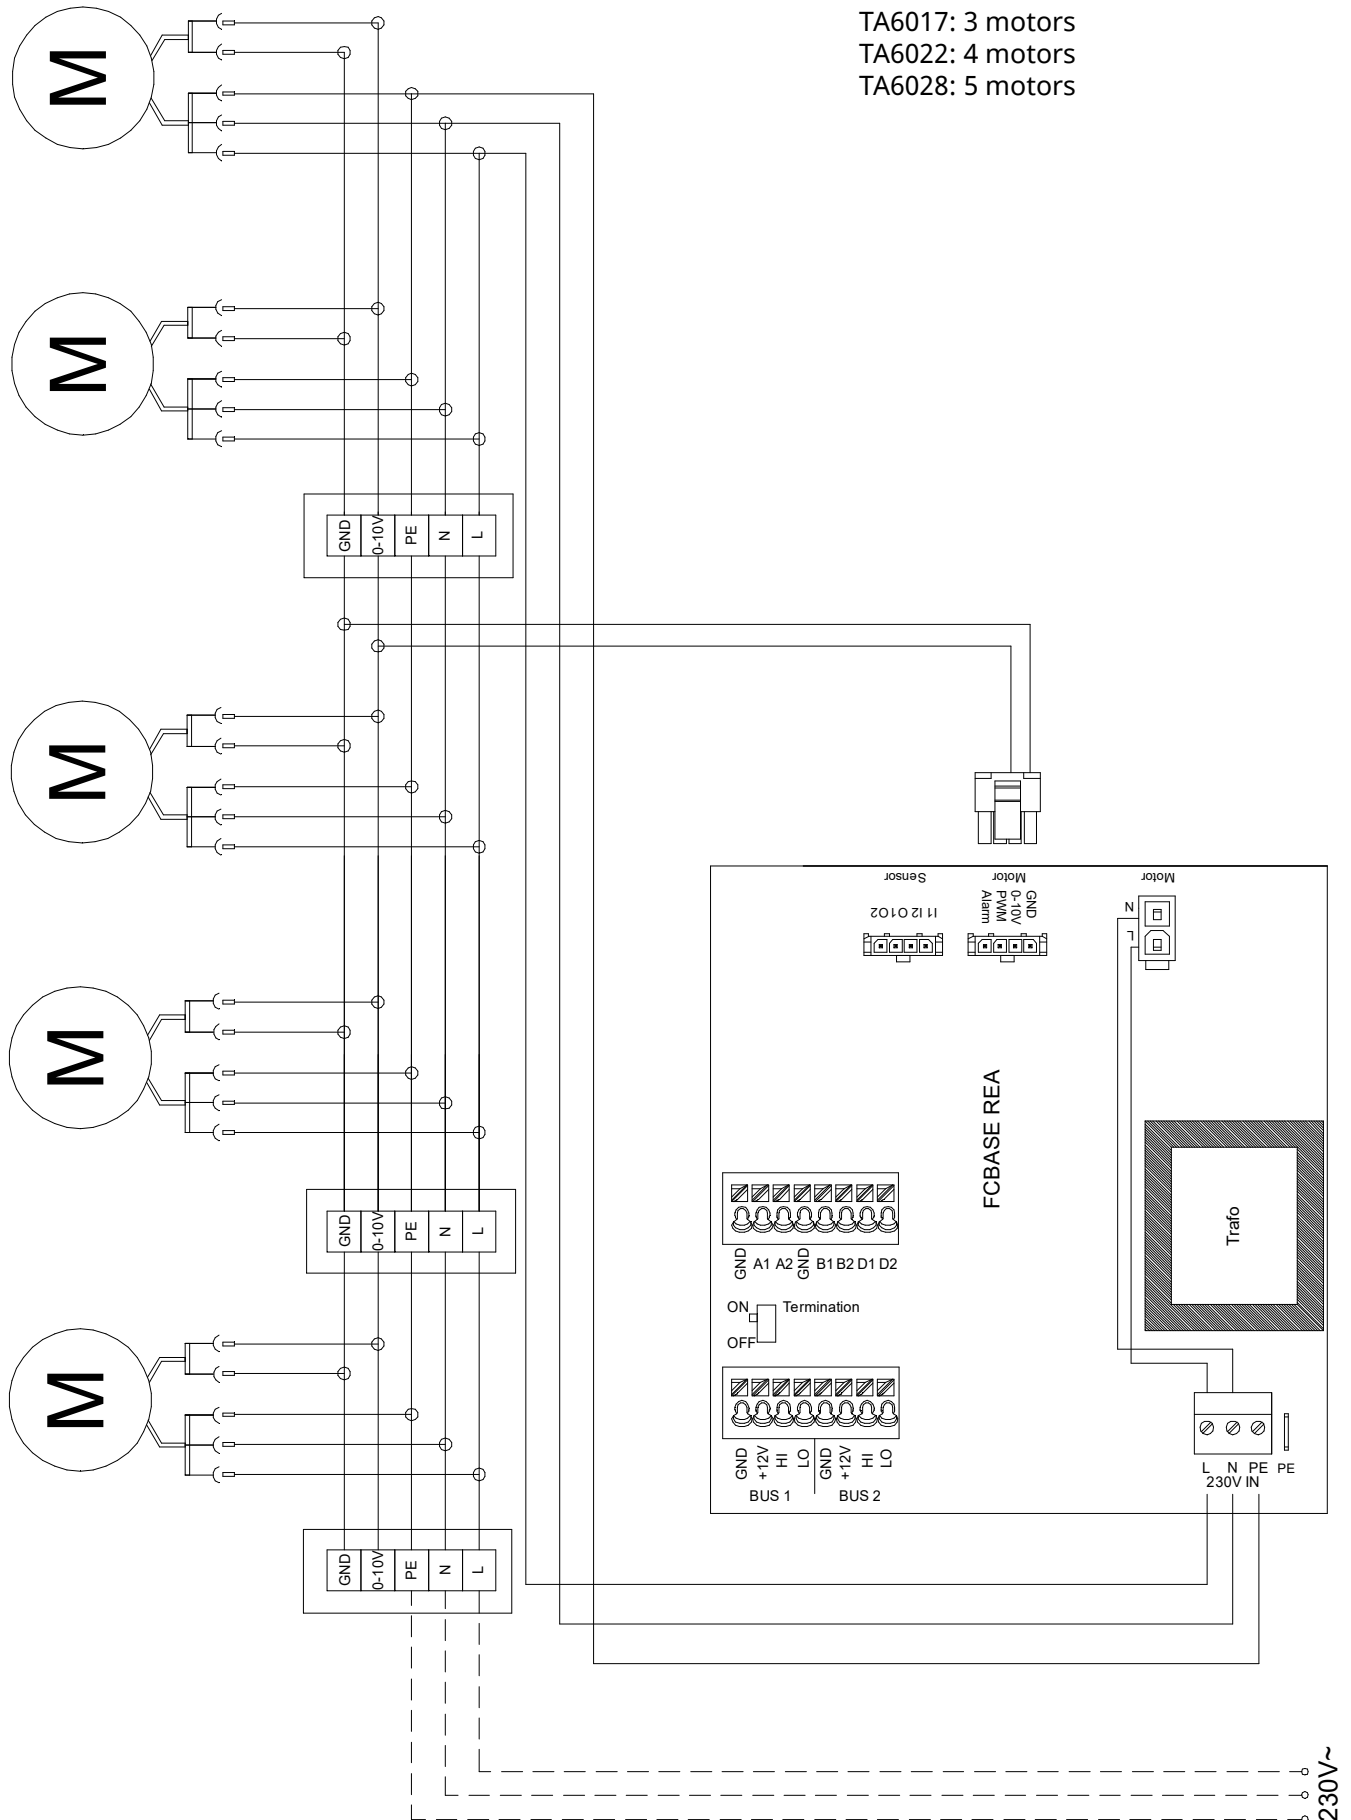 TA6017: 3 motors
TA6022: 4 motors
TA6028: 5 motors
M
M
GND 0-10V PE N L
M
Sensor
I1 I2 O1O2
Motor
GND
0-10V
PWM
Alarm
Motor
N
L
M
FCBASE REA
Trafo
GND 0-10V PE N L
GND A1 A2 GND B1 B2 D1 D2
ON
Termination
OFF
M
GND +12V HI LO GND +12V HI LO
BUS 1 BUS 2
L N PE PE
230V IN
GND 0-10V PE N L
230V~